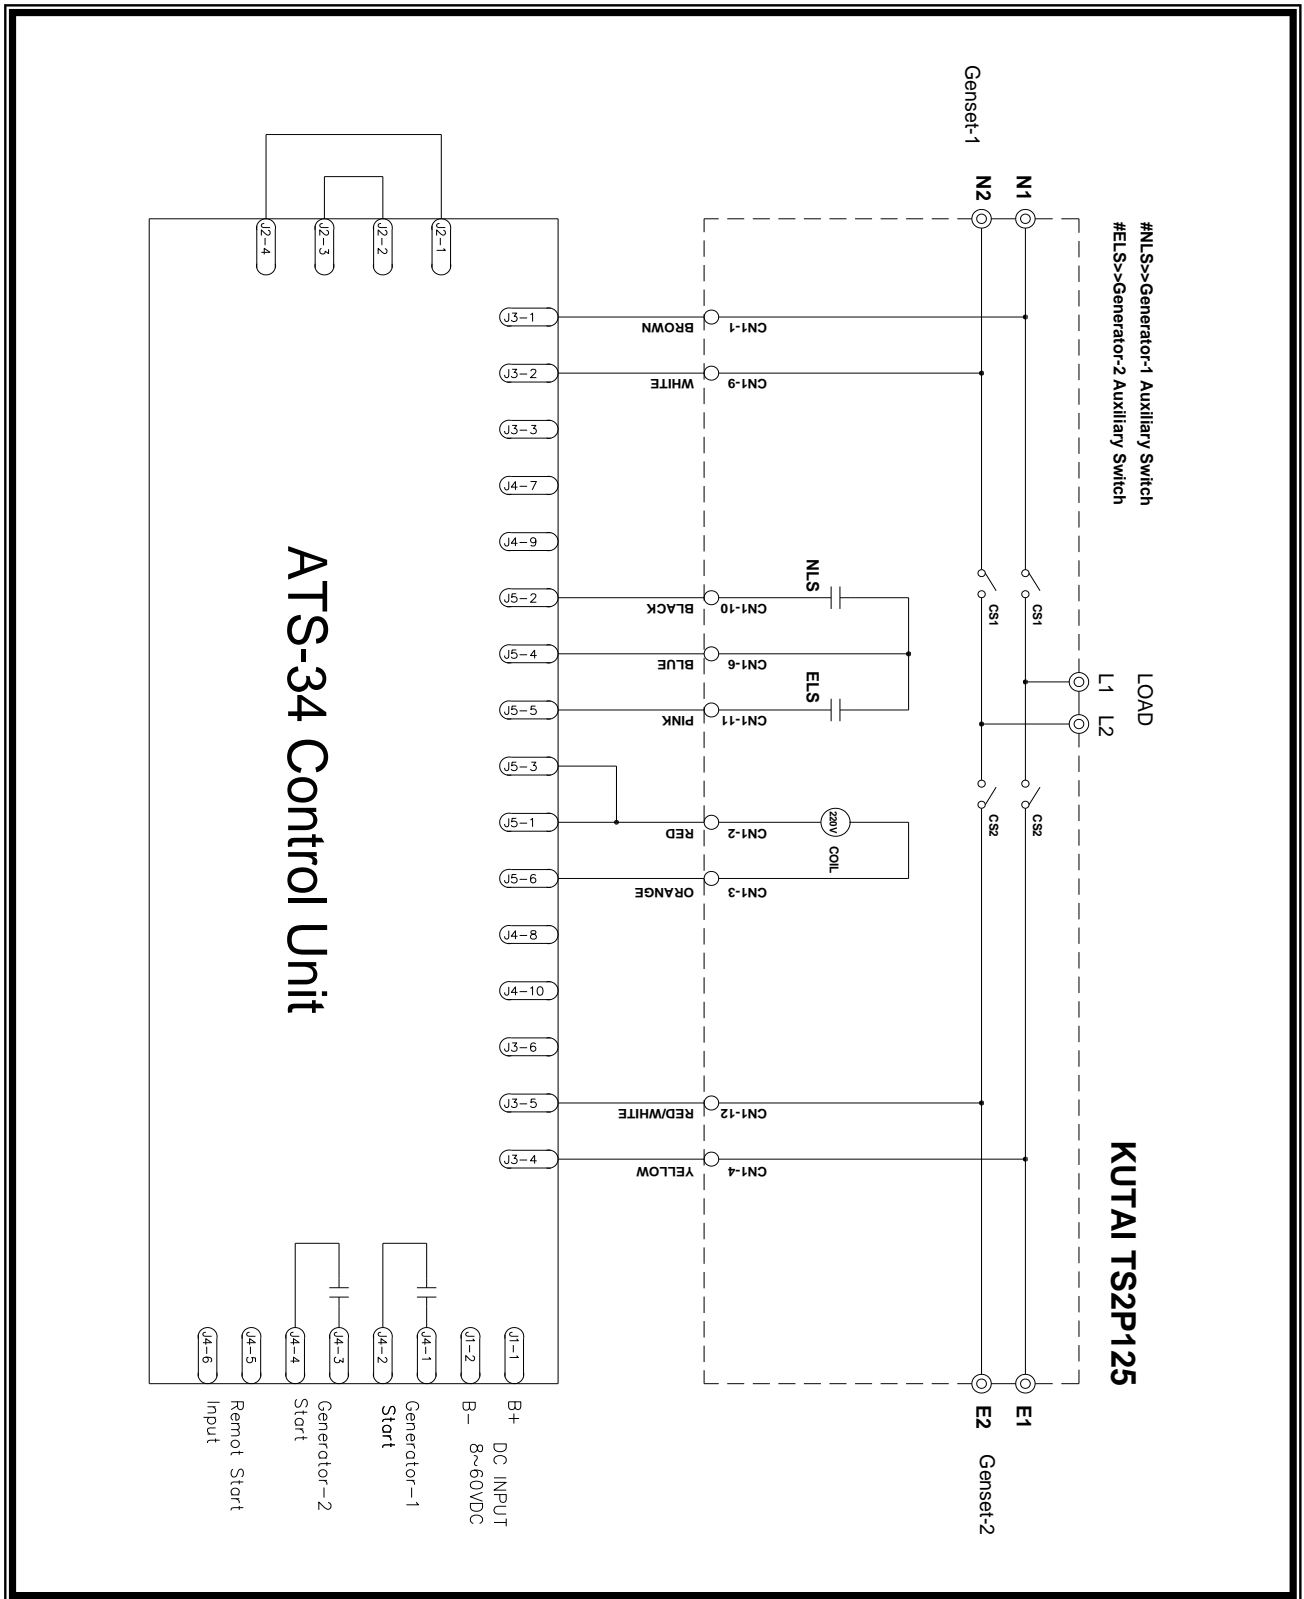 KUTAI TS2P125
#NLS>>Generator-1 Auxiliary Switch
#ELS>>Generator-2 Auxiliary Switch
LOAD
L1
L2
Genset-1
N1
N2
CS1
CS1
CS2
CS2
E1
E2
Genset-2
NLS
ELS
220V
COIL
CN1-1
CN1-9
CN1-10
CN1-6
CN1-11
CN1-2
CN1-3
CN1-12
CN1-4
BROWN
WHITE
BLACK
BLUE
PINK
RED
ORANGE
RED/WHITE
YELLOW
J3-1
J3-2
J3-3
J4-7
J4-9
J5-2
J5-4
J5-5
J5-3
J5-1
J5-6
J4-8
J4-10
J3-6
J3-5
J3-4
J2-1
J2-2
J2-3
J2-4
ATS-34 Control Unit
J1-1
J1-2
J4-1
J4-2
J4-3
J4-4
J4-5
J4-6
B+ DC INPUT
B- 8~60VDC
Generator-1
Start
Generator-2
Start
Remot Start
Input